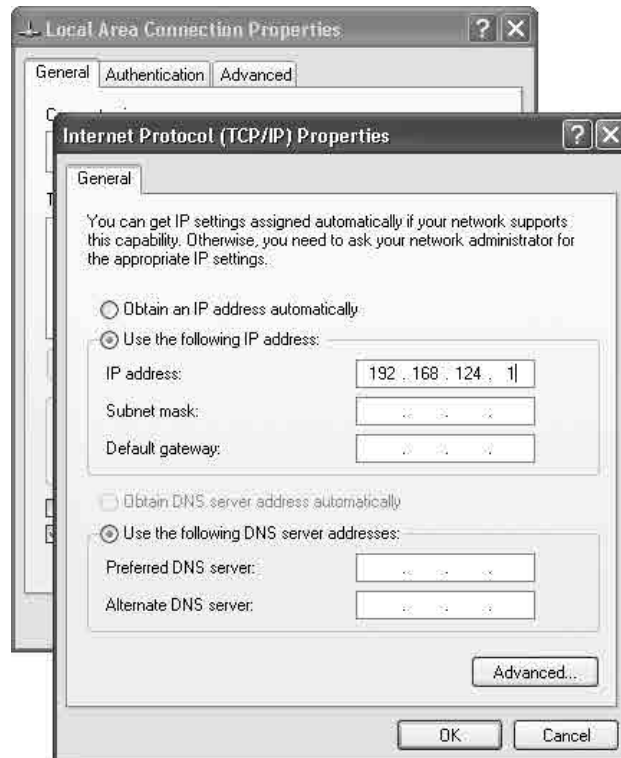 Local Area Connection Properties
General Authentication Advanced
Internet Protocol (TCP/IP) Properties
General
You can get IP settings assigned automatically if your network supports
this capability. Otherwise, you need to ask your network administrator for
the appropriate IP settings.
Obtain an IP address automatically
Use the following IP address:
IP address: 192 . 168 . 124 . 1
Subnet mask: . . .
Default gateway: . . .
Obtain DNS server address automatically
Use the following DNS server addresses:
Preferred DNS server: . . .
Alternate DNS server: . . .
Advanced...
OK Cancel